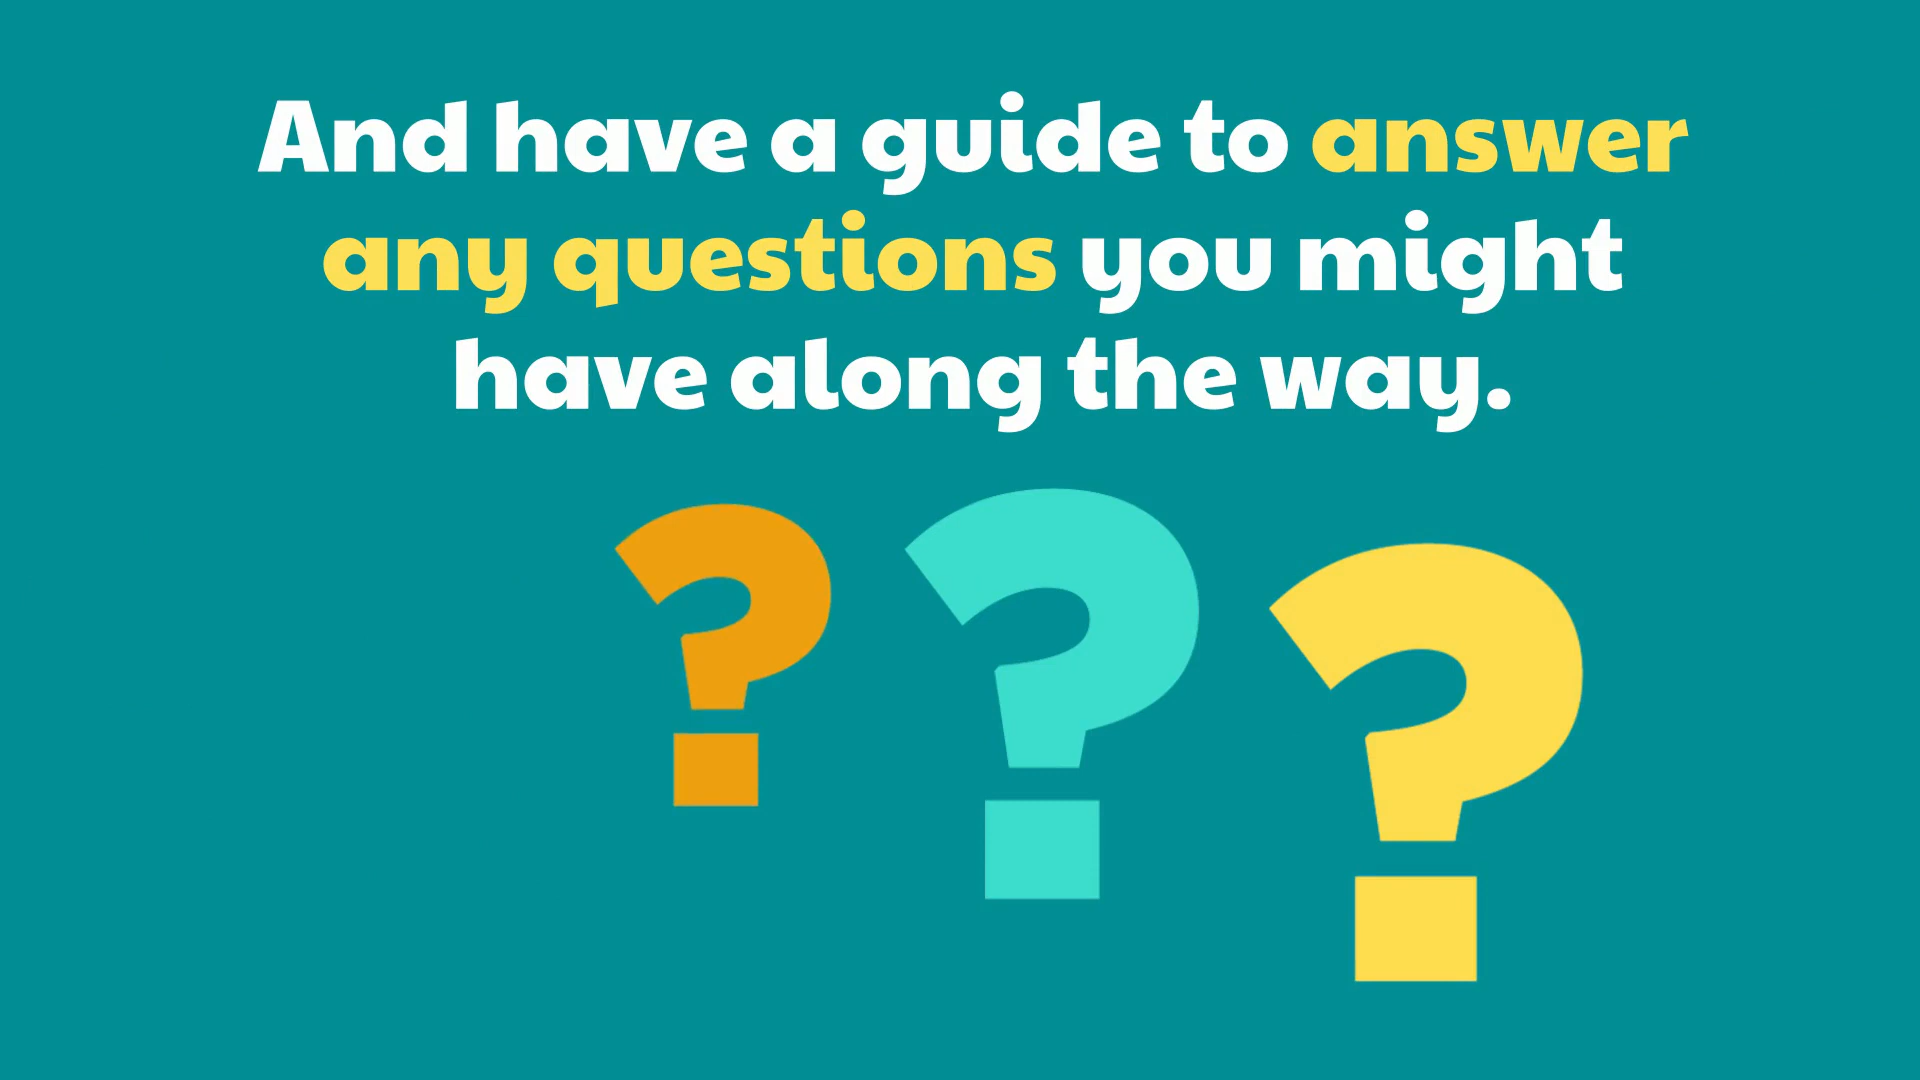 And have a guide to answer
any questions you might
have along the way.
? ? ?